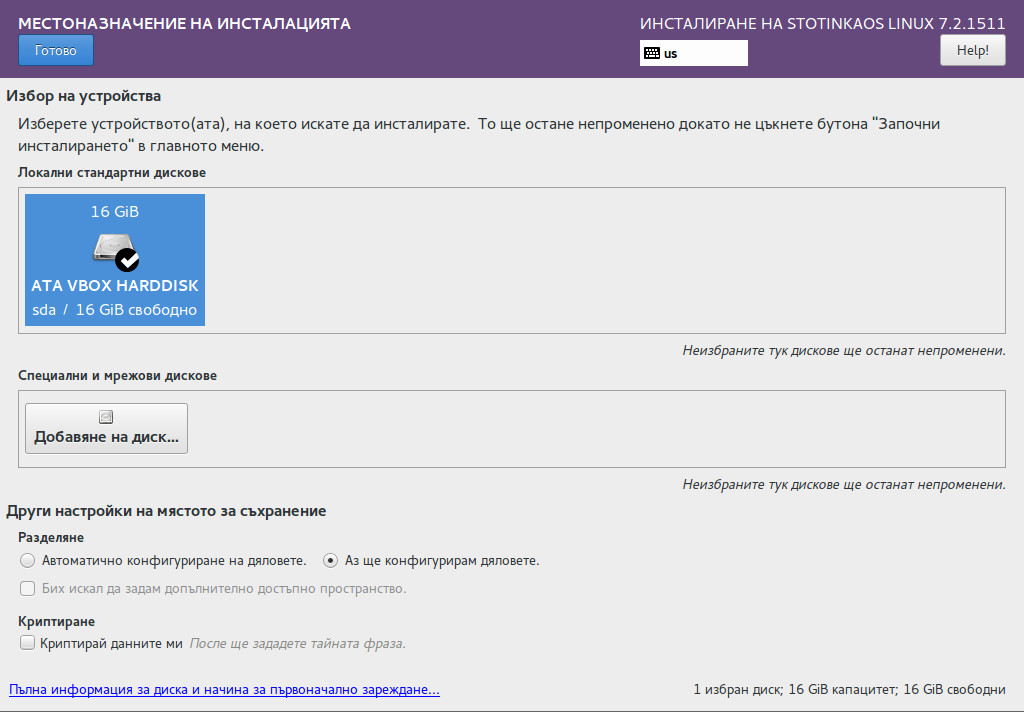 МЕСТОНАЗНАЧЕНИЕ НА ИНСТАЛАЦИЯТА
ИНСТАЛИРАНЕ НА STOTINKAOS LINUX 7.2.1511
Готово
us
Help!
Избор на устройства
Изберете устройството(ата), на което искате да инсталирате.  То ще остане непроменено докато не цъкнете бутона "Започни
инсталирането" в главното меню.
Локални стандартни дискове
16 GiB
ATA VBOX HARDDISK
sda / 16 GiB свободно
Неизбраните тук дискове ще останат непроменени.
Специални и мрежови дискове
Добавяне на диск...
Неизбраните тук дискове ще останат непроменени.
Други настройки на мястото за съхранение
Разделяне
Автоматично конфигуриране на дяловете.
Аз ще конфигурирам дяловете.
Бих искал да задам допълнително достъпно пространство.
Криптиране
Криптирай данните ми После ще зададете тайната фраза.
Пълна информация за диска и начина за първоначално зареждане...
1 избран диск; 16 GiB капацитет; 16 GiB свободни